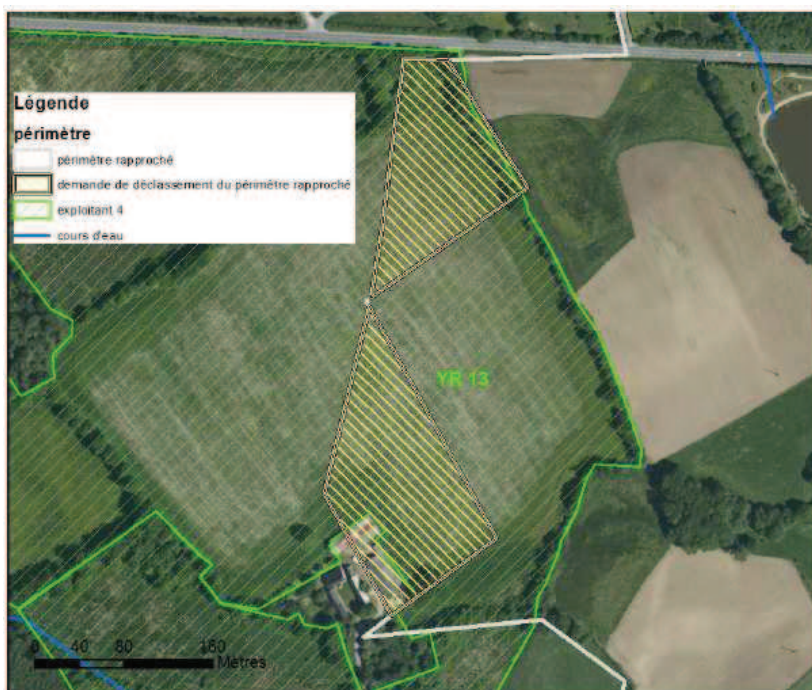 Légende
périmètre
périmètre rapproché
demande de déclassement du périmètre rapproché
exploitant 4
cours d'eau
YR 13
0 40 80 160
Mètres